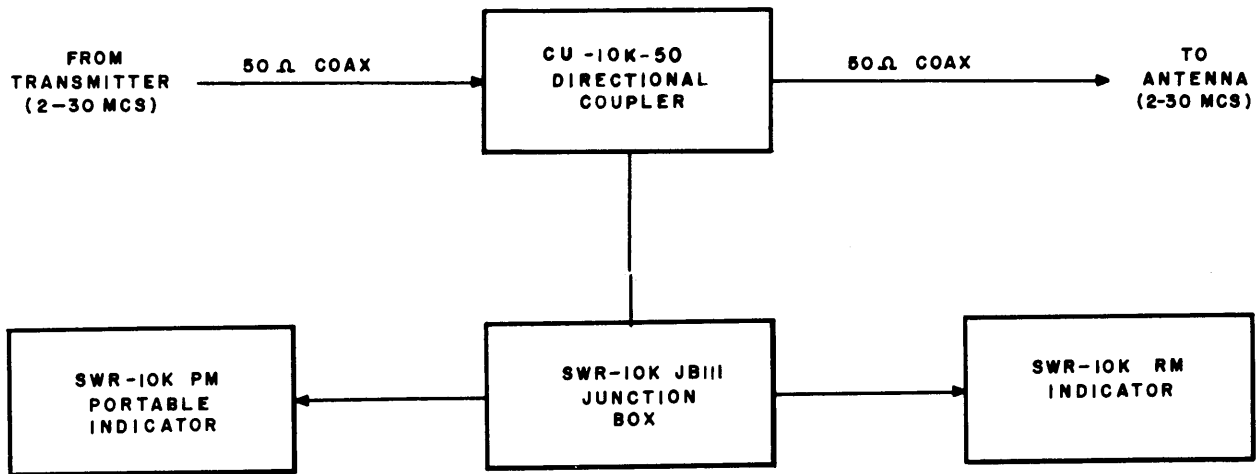 FROM
TRANSMITTER
(2-30 MCS)
50 Ω COAX
CU-10K-50
DIRECTIONAL
COUPLER
50 Ω COAX
TO
ANTENNA
(2-30 MCS)
SWR-10K PM
PORTABLE
INDICATOR
SWR-10K JB111
JUNCTION
BOX
SWR-10K RM
INDICATOR